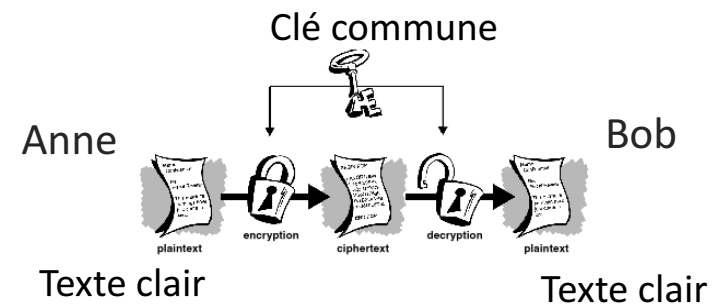 Clé commune
Anne
Bob
plaintext
encryption
ciphertext
decryption
plaintext
Texte clair
Texte clair